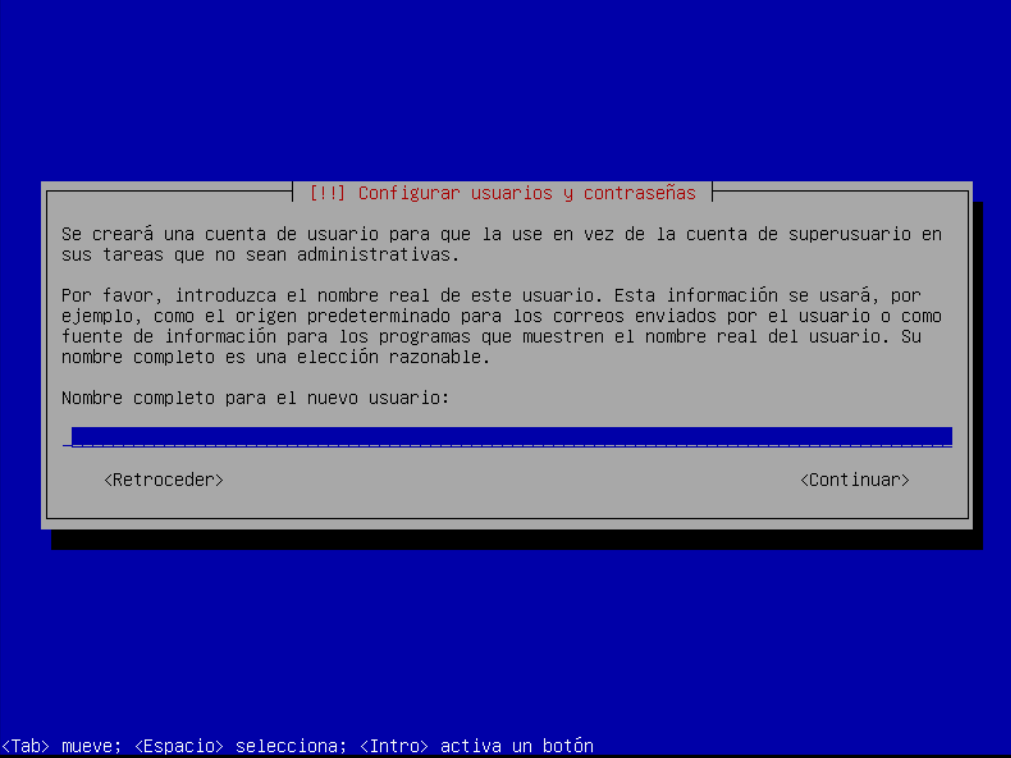 [!!] Configurar usuarios y contraseñas
Se creará una cuenta de usuario para que la use en vez de la cuenta de superusuario en
sus tareas que no sean administrativas.
Por favor, introduzca el nombre real de este usuario. Esta información se usará, por
ejemplo, como el origen predeterminado para los correos enviados por el usuario o como
fuente de información para los programas que muestren el nombre real del usuario. Su
nombre completo es una elección razonable.
Nombre completo para el nuevo usuario:
<Retroceder> <Continuar>
<Tab> mueve; <Espacio> selecciona; <Intro> activa un botón